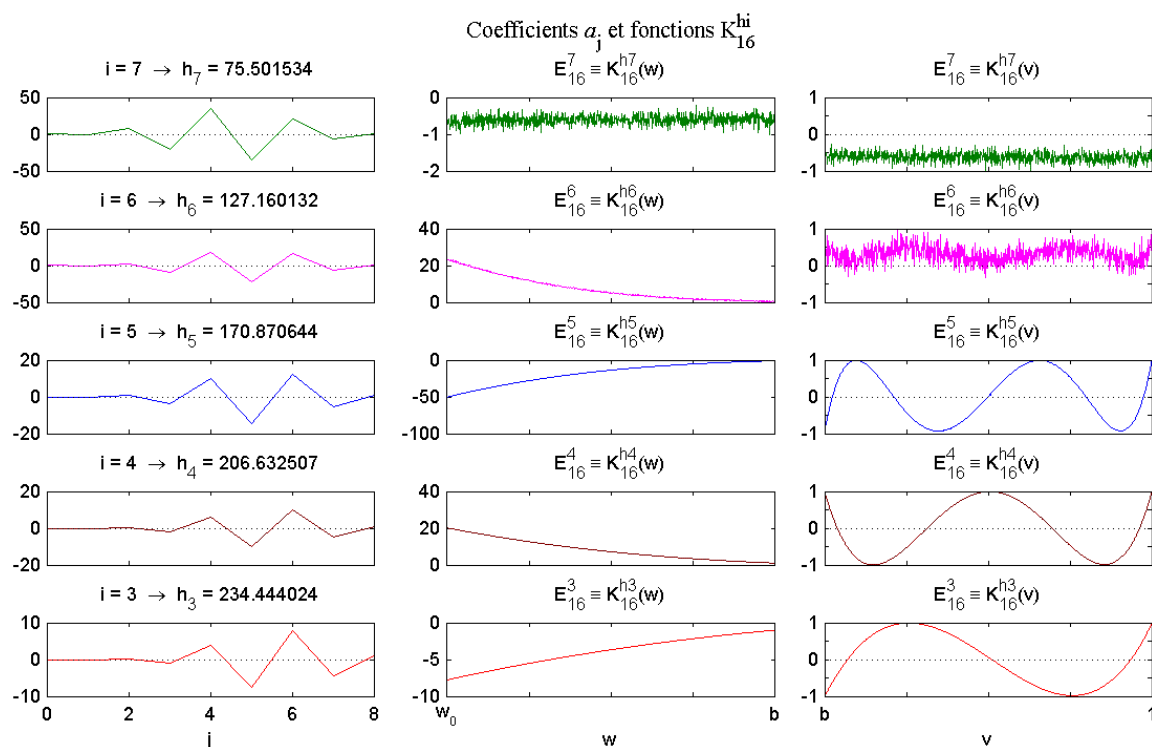 Coefficients a_j et fonctions K_16^hi
i = 7 → h_7 = 75.501534
E_16^7 ≡ K_16^h7(w)
E_16^7 ≡ K_16^h7(v)
50
0
-50
0
-1
-2
1
0
-1
i = 6 → h_6 = 127.160132
E_16^6 ≡ K_16^h6(w)
E_16^6 ≡ K_16^h6(v)
50
0
-50
40
20
0
1
0
-1
i = 5 → h_5 = 170.870644
E_16^5 ≡ K_16^h5(w)
E_16^5 ≡ K_16^h5(v)
20
0
-20
0
-50
-100
1
0
-1
i = 4 → h_4 = 206.632507
E_16^4 ≡ K_16^h4(w)
E_16^4 ≡ K_16^h4(v)
20
0
-20
40
20
0
1
0
-1
i = 3 → h_3 = 234.444024
E_16^3 ≡ K_16^h3(w)
E_16^3 ≡ K_16^h3(v)
10
0
-10
0
-5
-10
1
0
-1
0 2 4 6 8
w_0 b
b 1
j
w
v